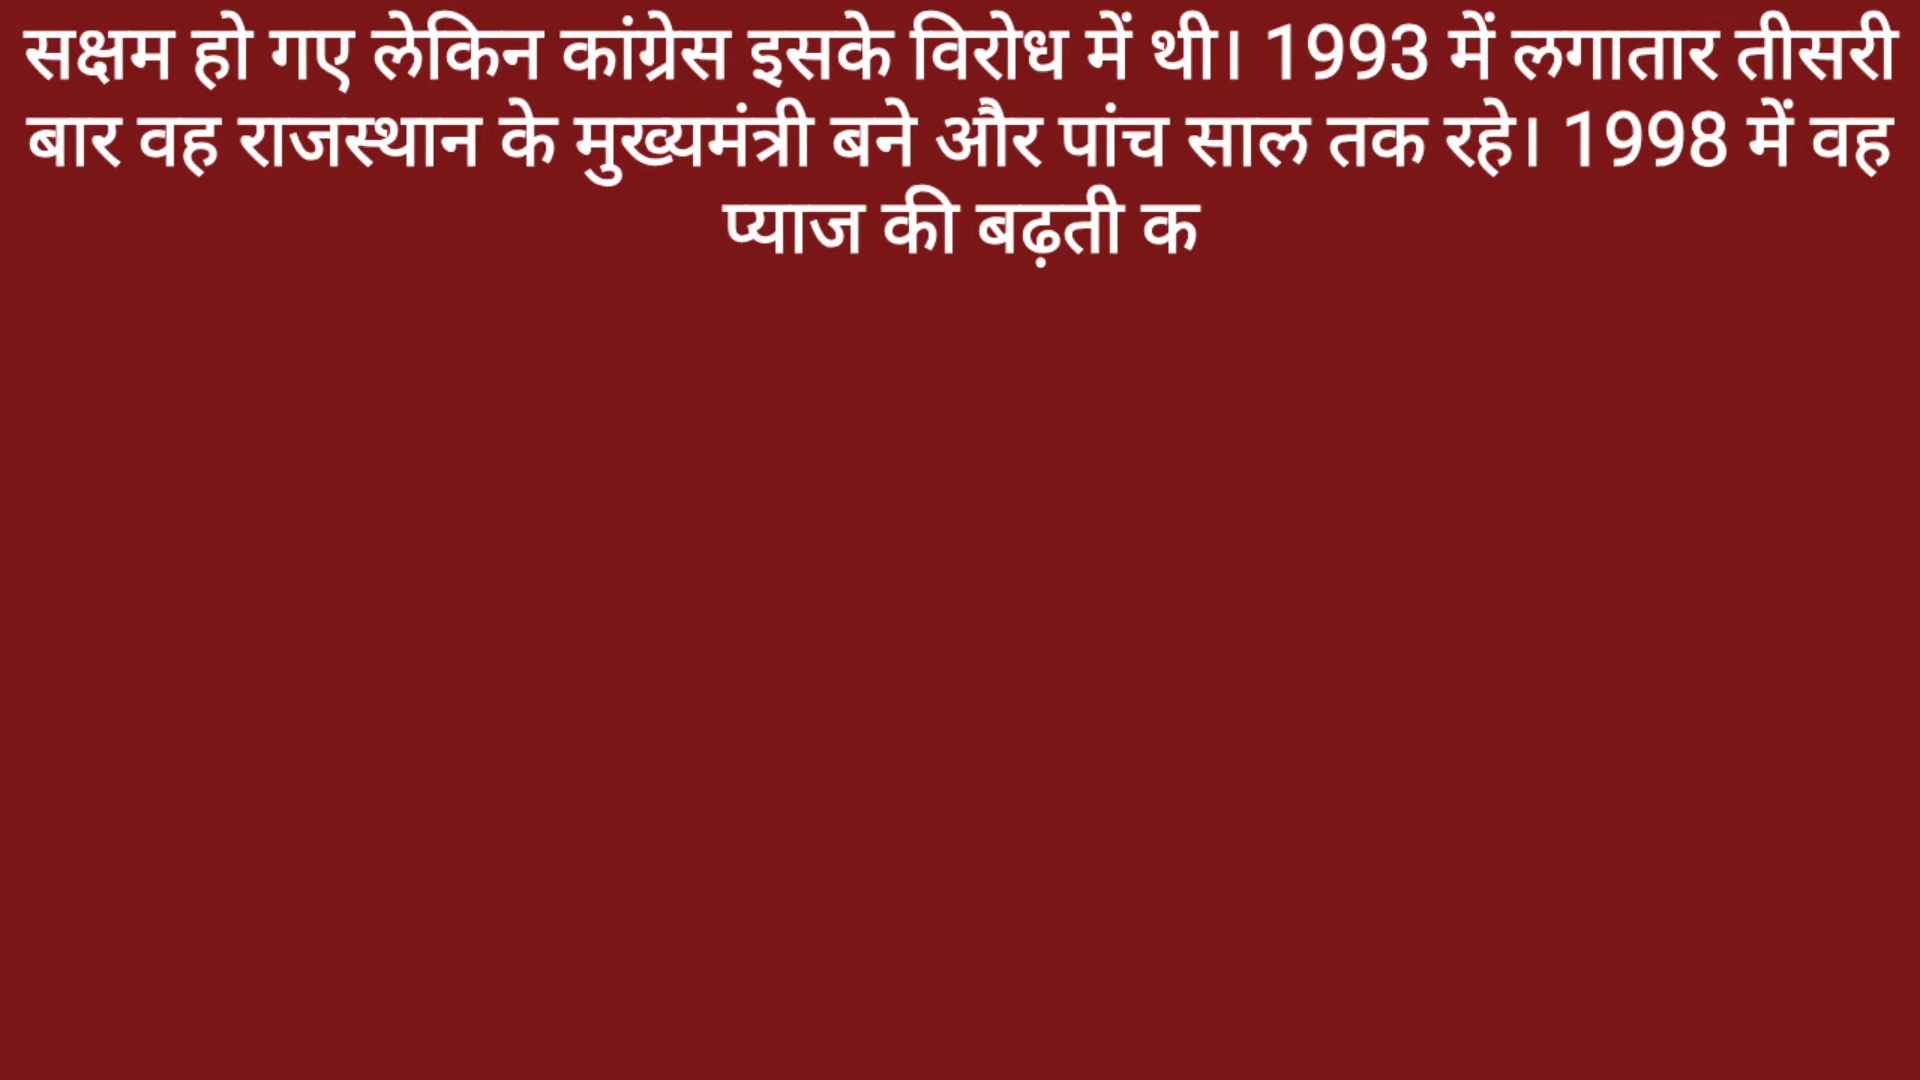 सक्षम हो गए लेकिन कांग्रेस इसके विरोध में थी। 1993 में लगातार तीसरी
बार वह राजस्थान के मुख्यमंत्री बने और पांच साल तक रहे। 1998 में वह
प्याज की बढ़ती क